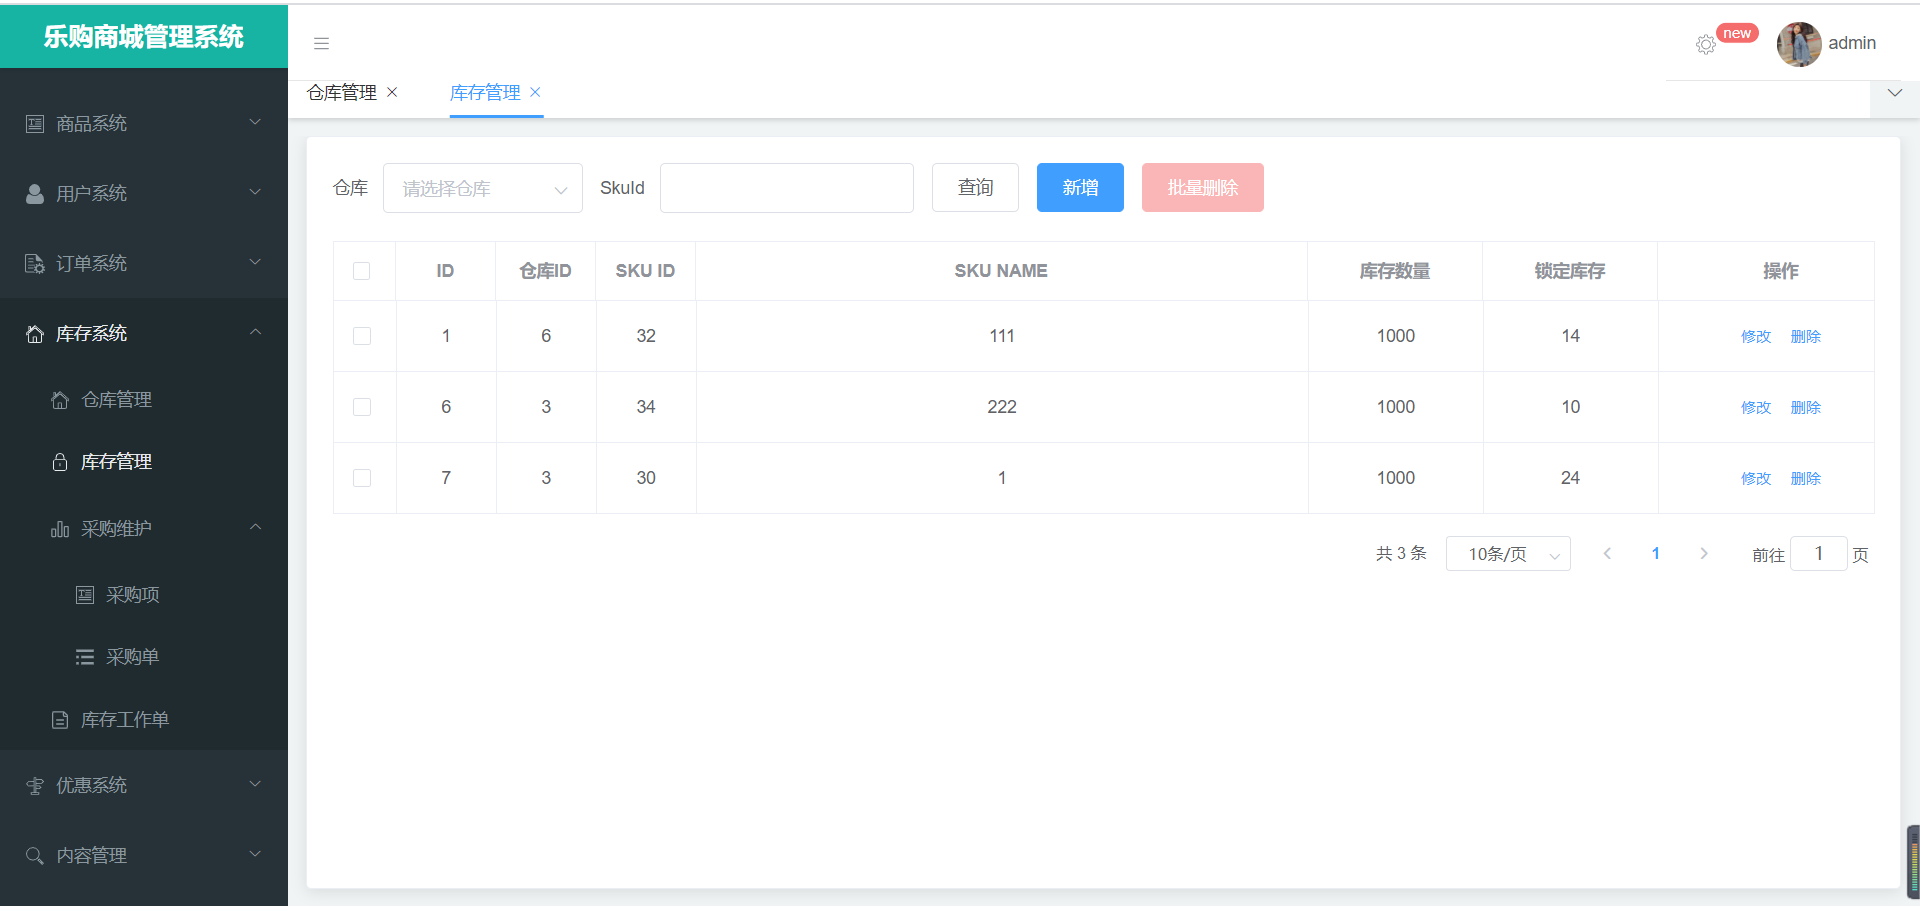 乐购商城管理系统
new
admin
仓库管理
库存管理
商品系统
用户系统
订单系统
库存系统
仓库管理
库存管理
采购维护
采购项
采购单
库存工作单
优惠系统
内容管理
仓库 请选择仓库 SkuId 查询 新增 批量删除
ID 仓库ID SKU ID SKU NAME 库存数量 锁定库存 操作
1 6 32 111 1000 14 修改 删除
6 3 34 222 1000 10 修改 删除
7 3 30 1 1000 24 修改 删除
共 3 条 10条/页 1 前往 1 页